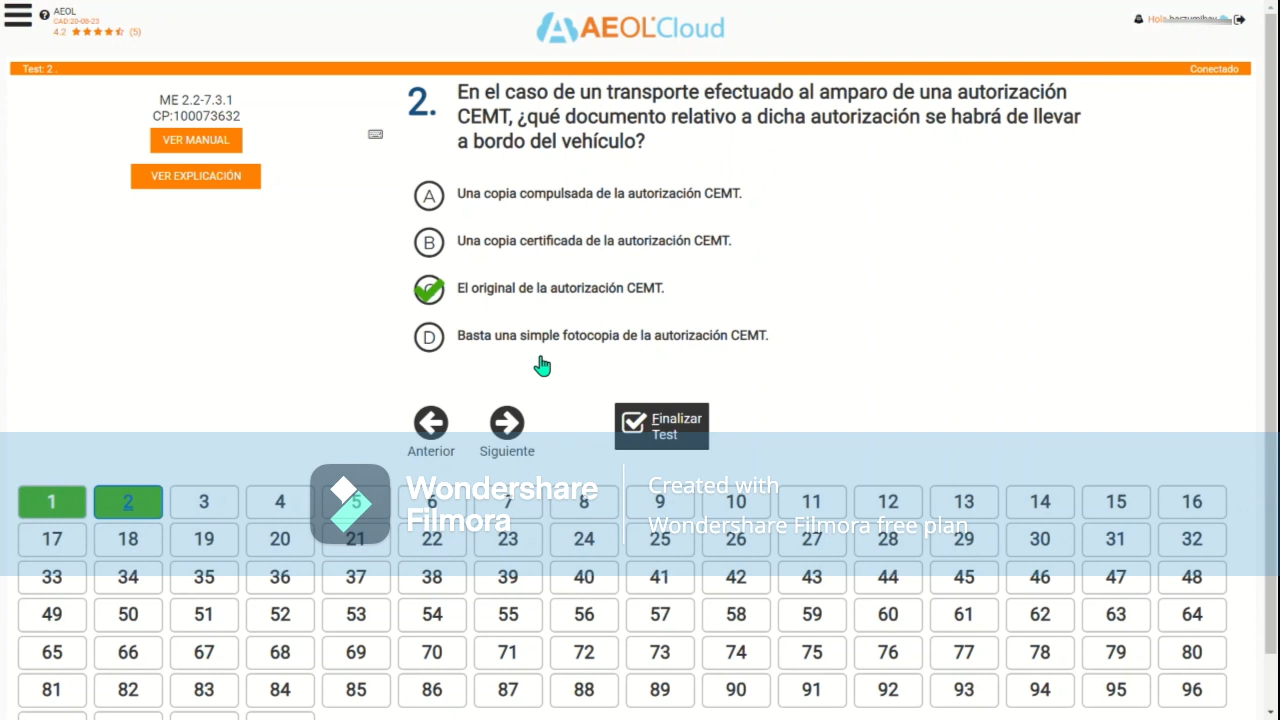 AEOL
CAD:20-08-23
4.2 (5)
AEOL Cloud
Hola
Test: 2 .
Conectado
ME 2.2-7.3.1
CP:100073632
VER MANUAL
VER EXPLICACIÓN
2. En el caso de un transporte efectuado al amparo de una autorización
CEMT, ¿qué documento relativo a dicha autorización se habrá de llevar
a bordo del vehículo?
A Una copia compulsada de la autorización CEMT.
B Una copia certificada de la autorización CEMT.
El original de la autorización CEMT.
D Basta una simple fotocopia de la autorización CEMT.
Anterior
Siguiente
Finalizar
Test
Wondershare
Filmora
Created with
Wondershare Filmora free plan
1 2 3 4 5 6 7 8 9 10 11 12 13 14 15 16
17 18 19 20 21 22 23 24 25 26 27 28 29 30 31 32
33 34 35 36 37 38 39 40 41 42 43 44 45 46 47 48
49 50 51 52 53 54 55 56 57 58 59 60 61 62 63 64
65 66 67 68 69 70 71 72 73 74 75 76 77 78 79 80
81 82 83 84 85 86 87 88 89 90 91 92 93 94 95 96